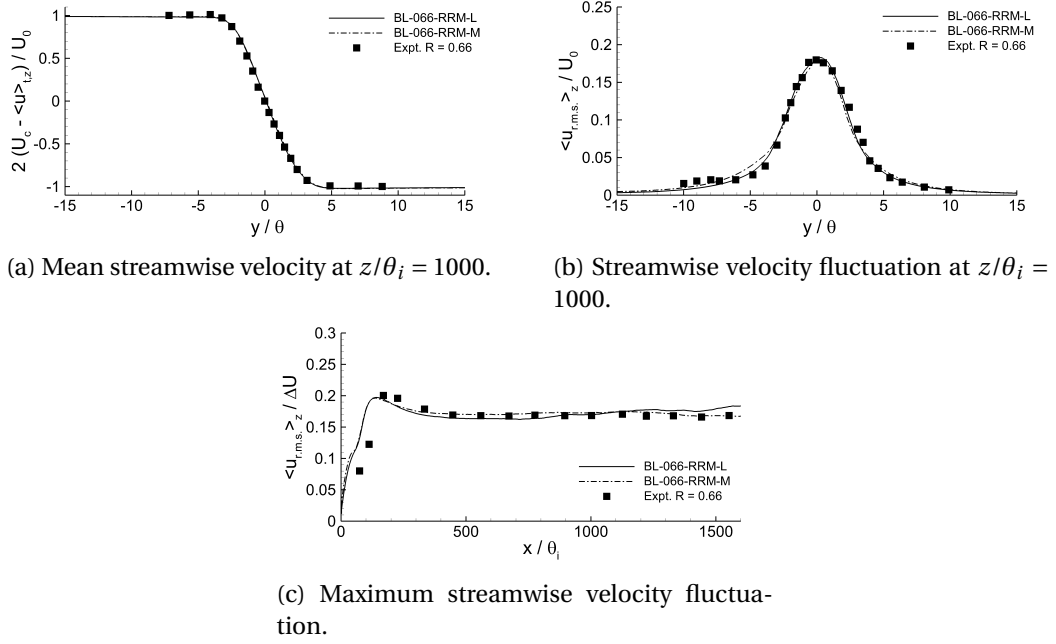 2 (U_c - <u>_t,z) / U_0
1
0.5
0
-0.5
-1
-15 -10 -5 0 5 10 15
y / θ
BL-066-RRM-L
BL-066-RRM-M
Expt. R = 0.66
(a) Mean streamwise velocity at z/θ_i = 1000.
<u_r.m.s.>_z / U_0
0.25
0.2
0.15
0.1
0.05
0
-15 -10 -5 0 5 10 15
y / θ
BL-066-RRM-L
BL-066-RRM-M
Expt. R = 0.66
(b) Streamwise velocity fluctuation at z/θ_i =
1000.
<u_r.m.s.>_z / ΔU
0.3
0.25
0.2
0.15
0.1
0.05
0
0 500 1000 1500
x / θ_i
BL-066-RRM-L
BL-066-RRM-M
Expt. R = 0.66
(c) Maximum streamwise velocity fluctua-
tion.